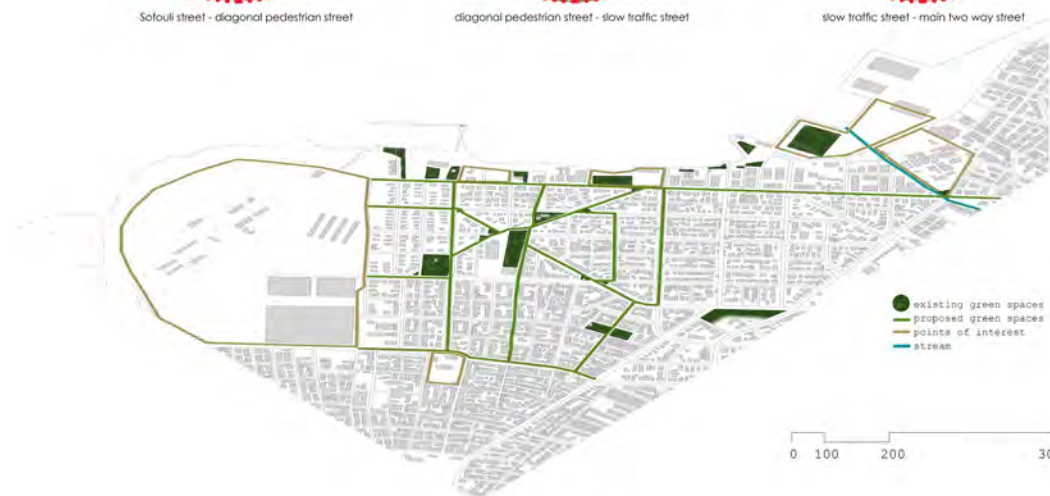 Sofouli street - diagonal pedestrian street
diagonal pedestrian street - slow traffic street
slow traffic street - main two way street
existing green spaces
proposed green spaces
points of interest
stream
0 100 200 30